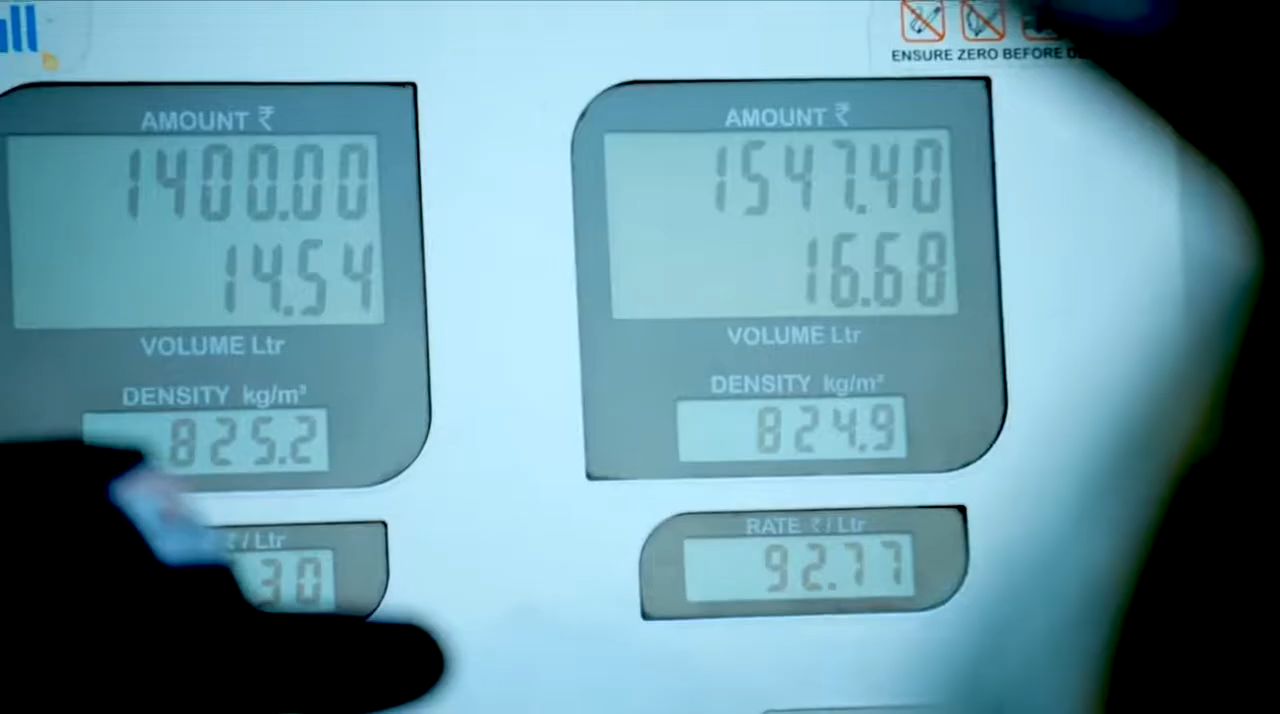 ENSURE ZERO BEFORE
AMOUNT ₹
1400.00
14.54
VOLUME Ltr
DENSITY kg/m³
825.2
₹/Ltr
30
AMOUNT ₹
1547.40
16.68
VOLUME Ltr
DENSITY kg/m³
824.9
RATE ₹/Ltr
92.77